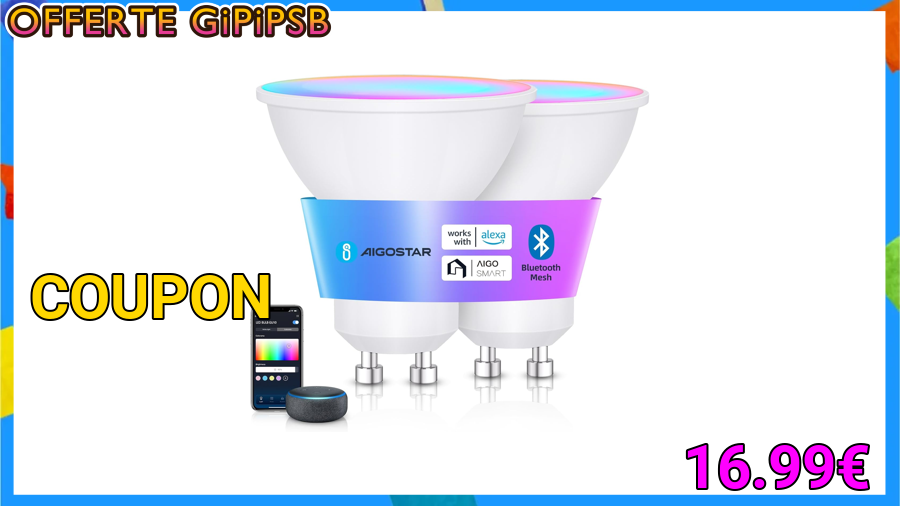 OFFERTE GiPiPSB
AIGOSTAR
works with | alexa
AIGO SMART
Bluetooth
Mesh
COUPON
16.99€